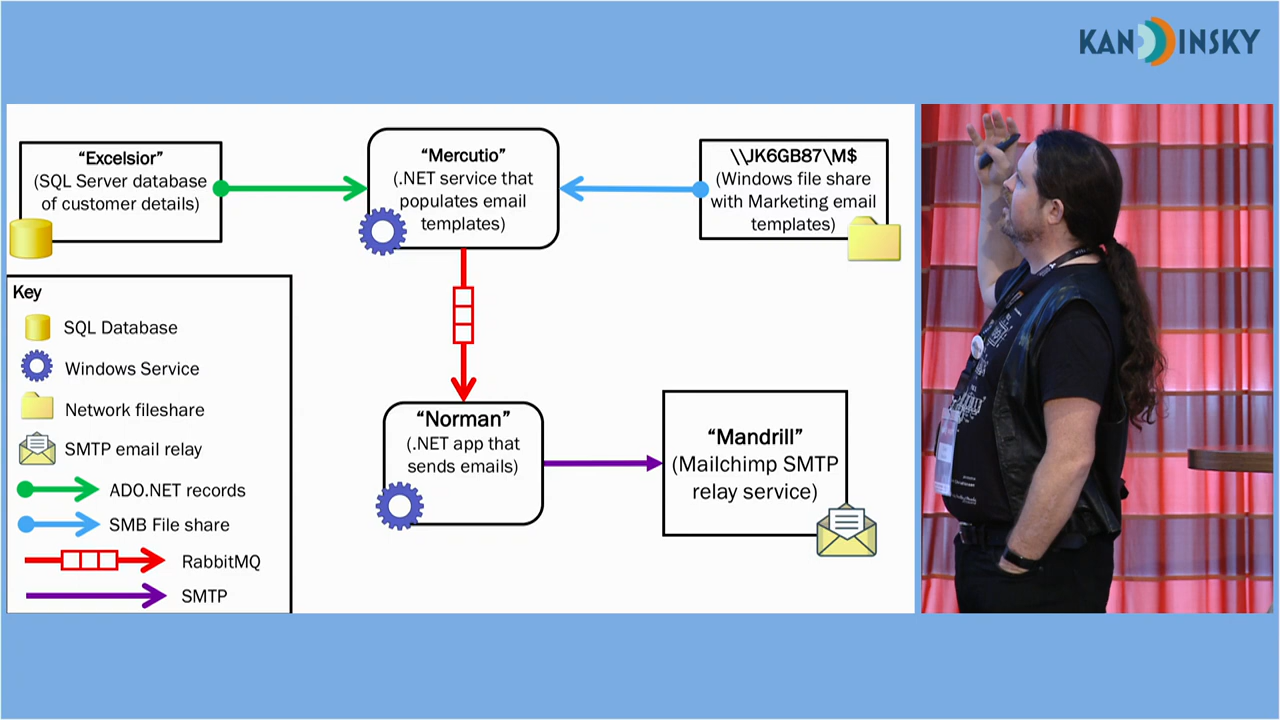 KANDINSKY
“Excelsior”
(SQL Server database
of customer details)
“Mercutio”
(.NET service that
populates email
templates)
\\JK6GB87\M$
(Windows file share
with Marketing email
templates)
Key
SQL Database
Windows Service
Network fileshare
SMTP email relay
ADO.NET records
SMB File share
RabbitMQ
SMTP
“Norman”
(.NET app that
sends emails)
“Mandrill”
(Mailchimp SMTP
relay service)